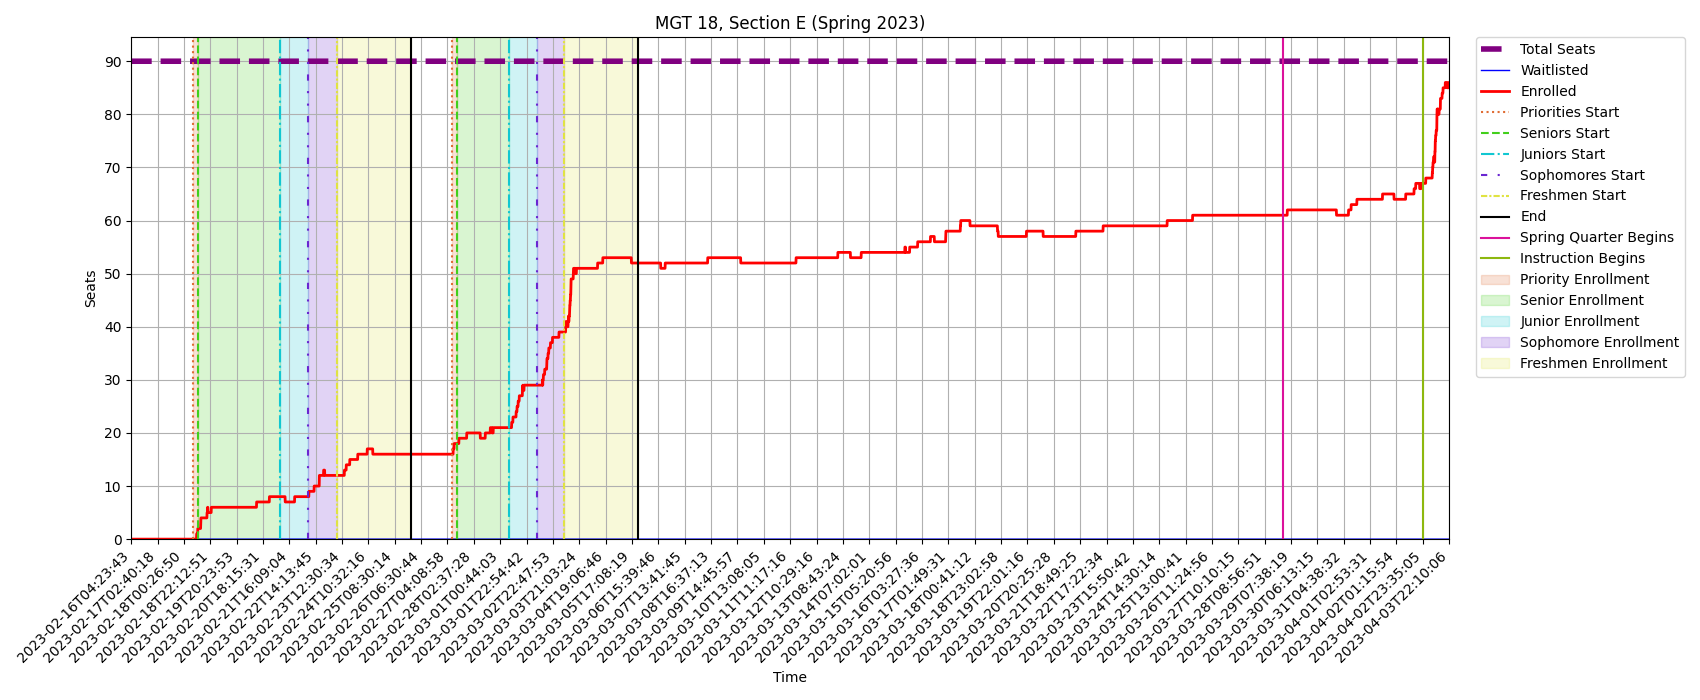 MGT 18, Section E (Spring 2023)
90
80
70
60
50
40
30
20
10
0
Seats
2023-02-16T04:23:43
2023-02-17T02:40:18
2023-02-18T00:26:50
2023-02-18T22:12:51
2023-02-19T20:23:53
2023-02-20T18:15:31
2023-02-21T16:09:04
2023-02-22T14:13:45
2023-02-23T12:30:34
2023-02-24T10:32:16
2023-02-25T08:30:14
2023-02-26T06:30:44
2023-02-27T04:08:58
2023-02-28T02:37:28
2023-03-01T00:44:03
2023-03-01T22:54:42
2023-03-02T22:47:53
2023-03-03T21:03:24
2023-03-04T19:06:46
2023-03-05T17:08:19
2023-03-06T15:39:46
2023-03-07T13:41:45
2023-03-08T16:37:13
2023-03-09T14:45:57
2023-03-10T13:08:05
2023-03-11T11:17:16
2023-03-12T10:29:16
2023-03-13T08:43:24
2023-03-14T07:02:01
2023-03-15T05:20:56
2023-03-16T03:27:36
2023-03-17T01:49:31
2023-03-18T00:41:12
2023-03-18T23:02:58
2023-03-19T22:01:16
2023-03-20T20:25:28
2023-03-21T18:49:25
2023-03-22T17:22:34
2023-03-23T15:50:42
2023-03-24T14:30:14
2023-03-25T13:00:41
2023-03-26T11:24:56
2023-03-27T10:10:15
2023-03-28T08:56:51
2023-03-29T07:38:19
2023-03-30T06:13:15
2023-03-31T04:38:32
2023-04-01T02:53:31
2023-04-02T01:15:54
2023-04-02T23:35:05
2023-04-03T22:10:06
Time
Total Seats
Waitlisted
Enrolled
Priorities Start
Seniors Start
Juniors Start
Sophomores Start
Freshmen Start
End
Spring Quarter Begins
Instruction Begins
Priority Enrollment
Senior Enrollment
Junior Enrollment
Sophomore Enrollment
Freshmen Enrollment